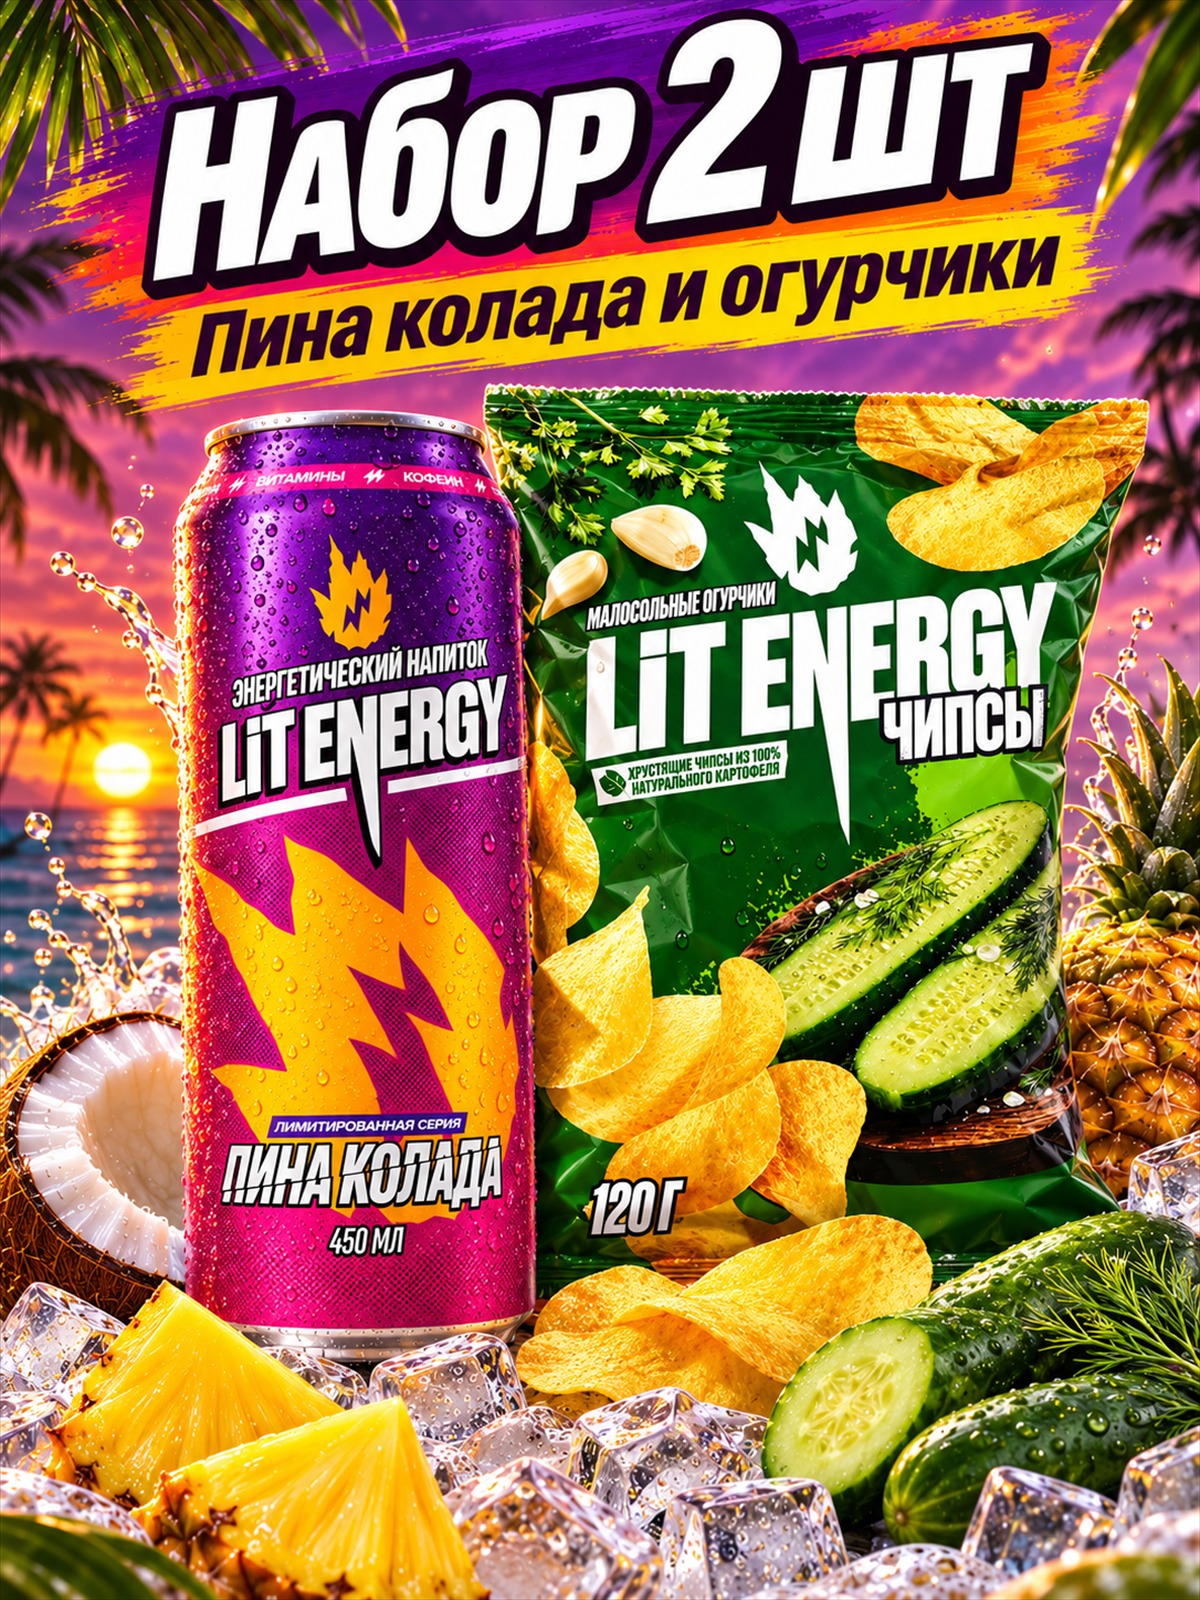 Набор 2 шт
Пина колада и огурчики
ВИТАМИНЫ КОФЕИН
ЭНЕРГЕТИЧЕСКИЙ НАПИТОК
LIT ENERGY
ЛИМИТИРОВАННАЯ СЕРИЯ
ПИНА КОЛАДА
450 МЛ
МАЛОСОЛЬНЫЕ ОГУРЧИКИ
LIT ENERGY
ЧИПСЫ
ХРУСТЯЩИЕ ЧИПСЫ ИЗ 100%
НАТУРАЛЬНОГО КАРТОФЕЛЯ
120 Г